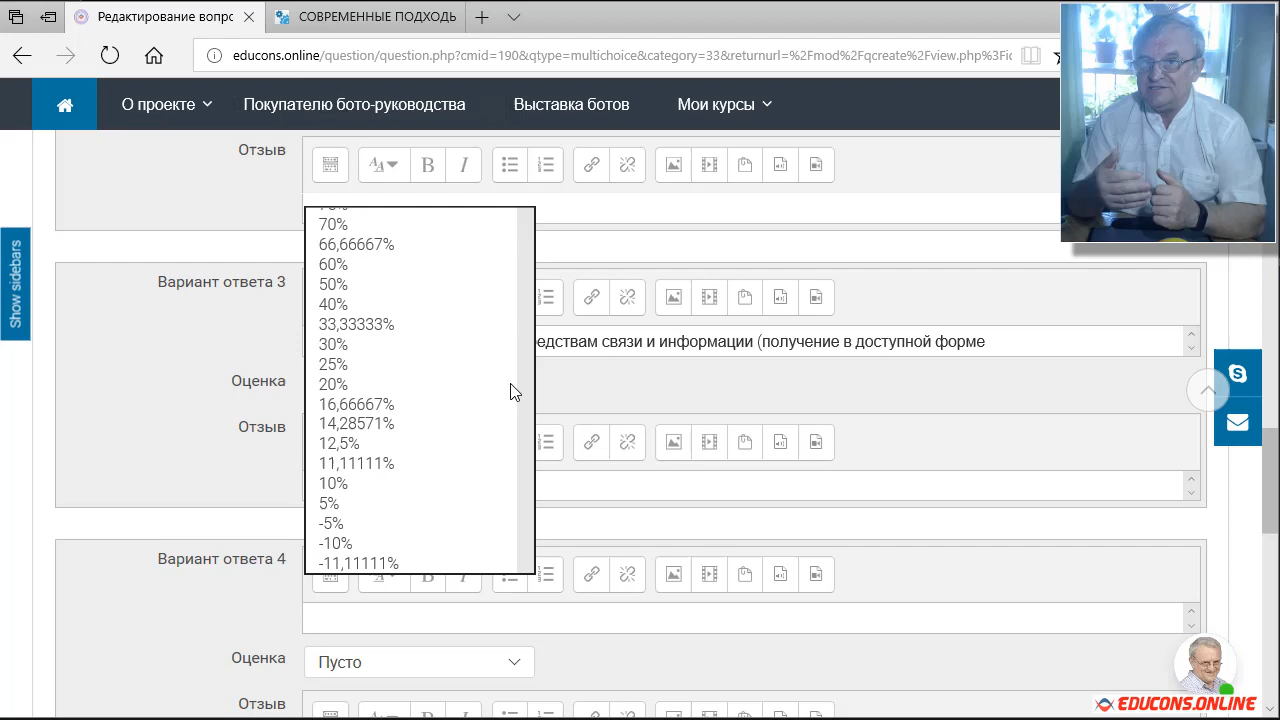 Редактирование вопрс
СОВРЕМЕННЫЕ ПОДХОДЬ
educons.online/question/question.php?cmid=190&qtype=multichoice&category=33&returnurl=%2Fmod%2Fqcreate%2Fview.php%3Fic
О проекте
Покупателю бото-руководства
Выставка ботов
Мои курсы
Отзыв
B
I
70%
66,66667%
60%
50%
40%
33,33333%
30%
25%
20%
16,66667%
14,28571%
12,5%
11,11111%
10%
5%
-5%
-10%
-11,11111%
Show sidebars
Вариант ответа 3
редствам связи и информации (получение в доступной форме
Оценка
Отзыв
Вариант ответа 4
Оценка
Пусто
Отзыв
EDUCONS.ONLINE